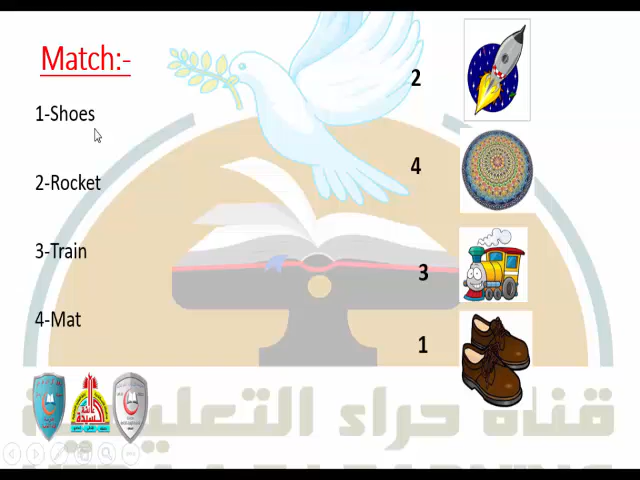 Match:-
1-Shoes
2-Rocket
3-Train
4-Mat
2
4
3
1
قناة حراء التعليمية